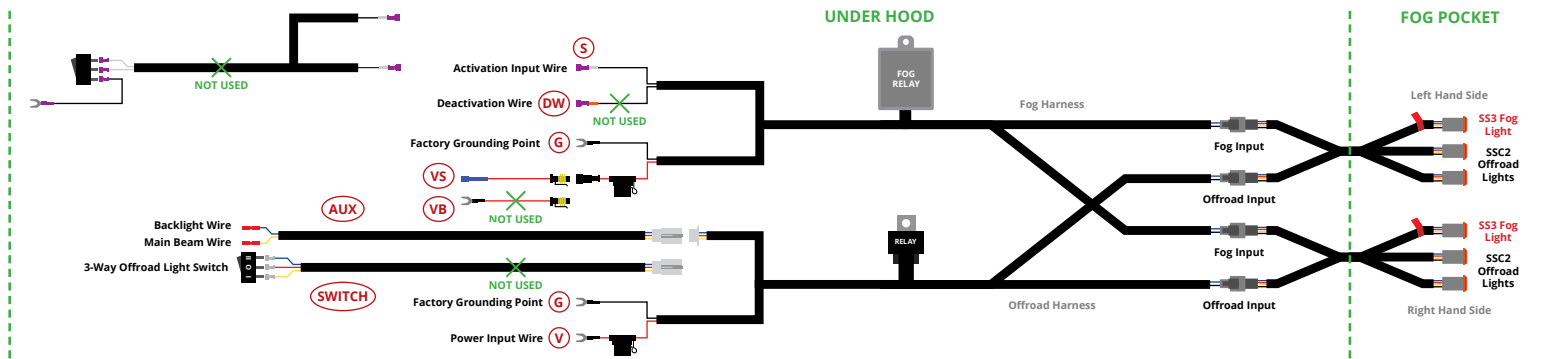 UNDER HOOD
FOG POCKET
NOT USED
S
Activation Input Wire
Deactivation Wire
DW
NOT USED
Factory Grounding Point
G
VS
VB
NOT USED
AUX
Backlight Wire
Main Beam Wire
3-Way Offroad Light Switch
I
O
II
SWITCH
NOT USED
Factory Grounding Point
G
Power Input Wire
V
FOG
RELAY
RELAY
Fog Harness
Offroad Harness
Fog Input
Offroad Input
Fog Input
Offroad Input
Left Hand Side
SS3 Fog
Light
SSC2
Offroad
Lights
SS3 Fog
Light
SSC2
Offroad
Lights
Right Hand Side